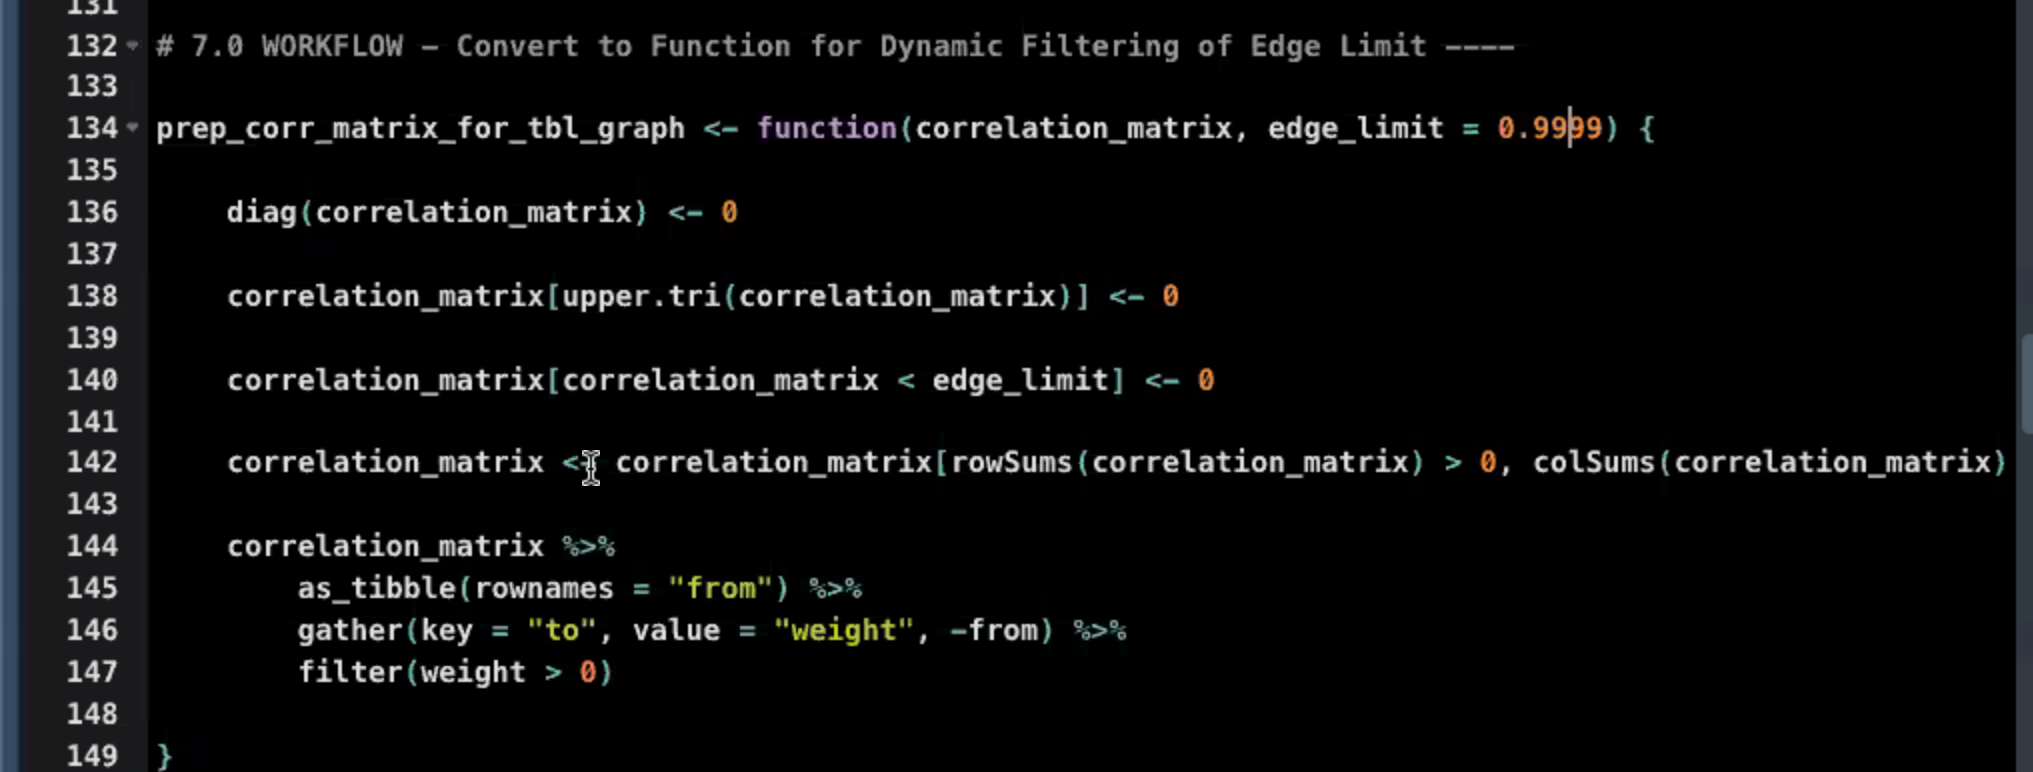 131
132 # 7.0 WORKFLOW – Convert to Function for Dynamic Filtering of Edge Limit ––––
133
134 prep_corr_matrix_for_tbl_graph <- function(correlation_matrix, edge_limit = 0.9999) {
135
136     diag(correlation_matrix) <- 0
137
138     correlation_matrix[upper.tri(correlation_matrix)] <- 0
139
140     correlation_matrix[correlation_matrix < edge_limit] <- 0
141
142     correlation_matrix <- correlation_matrix[rowSums(correlation_matrix) > 0, colSums(correlation_matrix)
143
144     correlation_matrix %>%
145         as_tibble(rownames = "from") %>%
146         gather(key = "to", value = "weight", -from) %>%
147         filter(weight > 0)
148
149 }